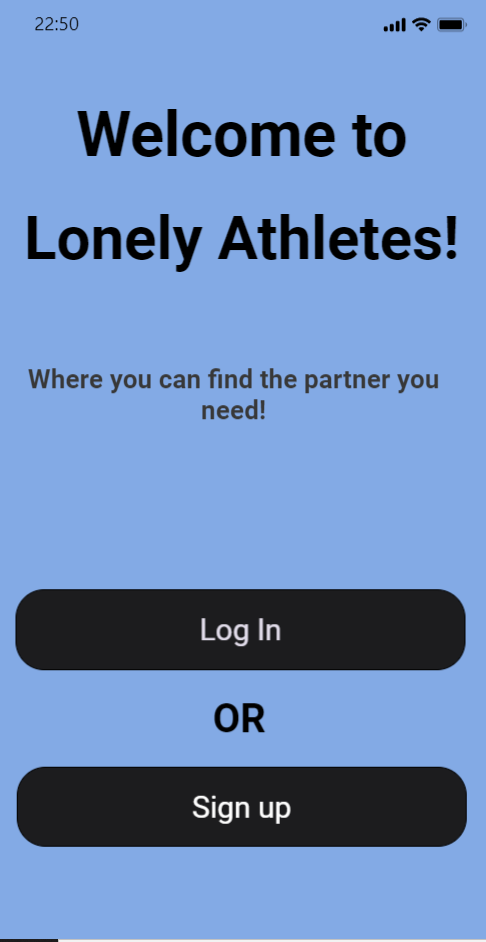 22:50
Welcome to
Lonely Athletes!
Where you can find the partner you
need!
Log In
OR
Sign up